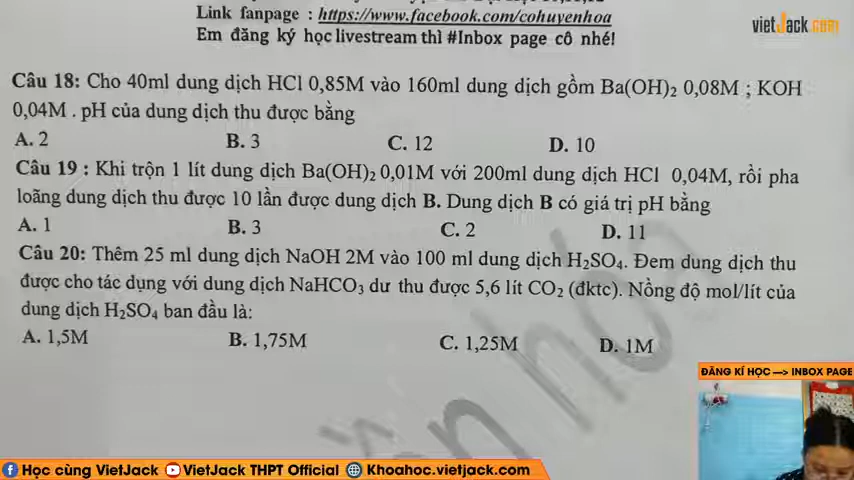 Link fanpage : https://www.facebook.com/cohuyenhoa
Em đăng ký học livestream thì #Inbox page cô nhé!
vietJack.com
Câu 18: Cho 40ml dung dịch HCl 0,85M vào 160ml dung dịch gồm Ba(OH)₂ 0,08M ; KOH
0,04M . pH của dung dịch thu được bằng
A. 2 B. 3 C. 12 D. 10
Câu 19 : Khi trộn 1 lít dung dịch Ba(OH)₂ 0,01M với 200ml dung dịch HCl 0,04M, rồi pha
loãng dung dịch thu được 10 lần được dung dịch B. Dung dịch B có giá trị pH bằng
A. 1 B. 3 C. 2 D. 11
Câu 20: Thêm 25 ml dung dịch NaOH 2M vào 100 ml dung dịch H₂SO₄. Đem dung dịch thu
được cho tác dụng với dung dịch NaHCO₃ dư thu được 5,6 lít CO₂ (đktc). Nồng độ mol/lít của
dung dịch H₂SO₄ ban đầu là:
A. 1,5M B. 1,75M C. 1,25M D. 1M
ĐĂNG KÍ HỌC —> INBOX PAGE
Học cùng VietJack VietJack THPT Official Khoahoc.vietjack.com